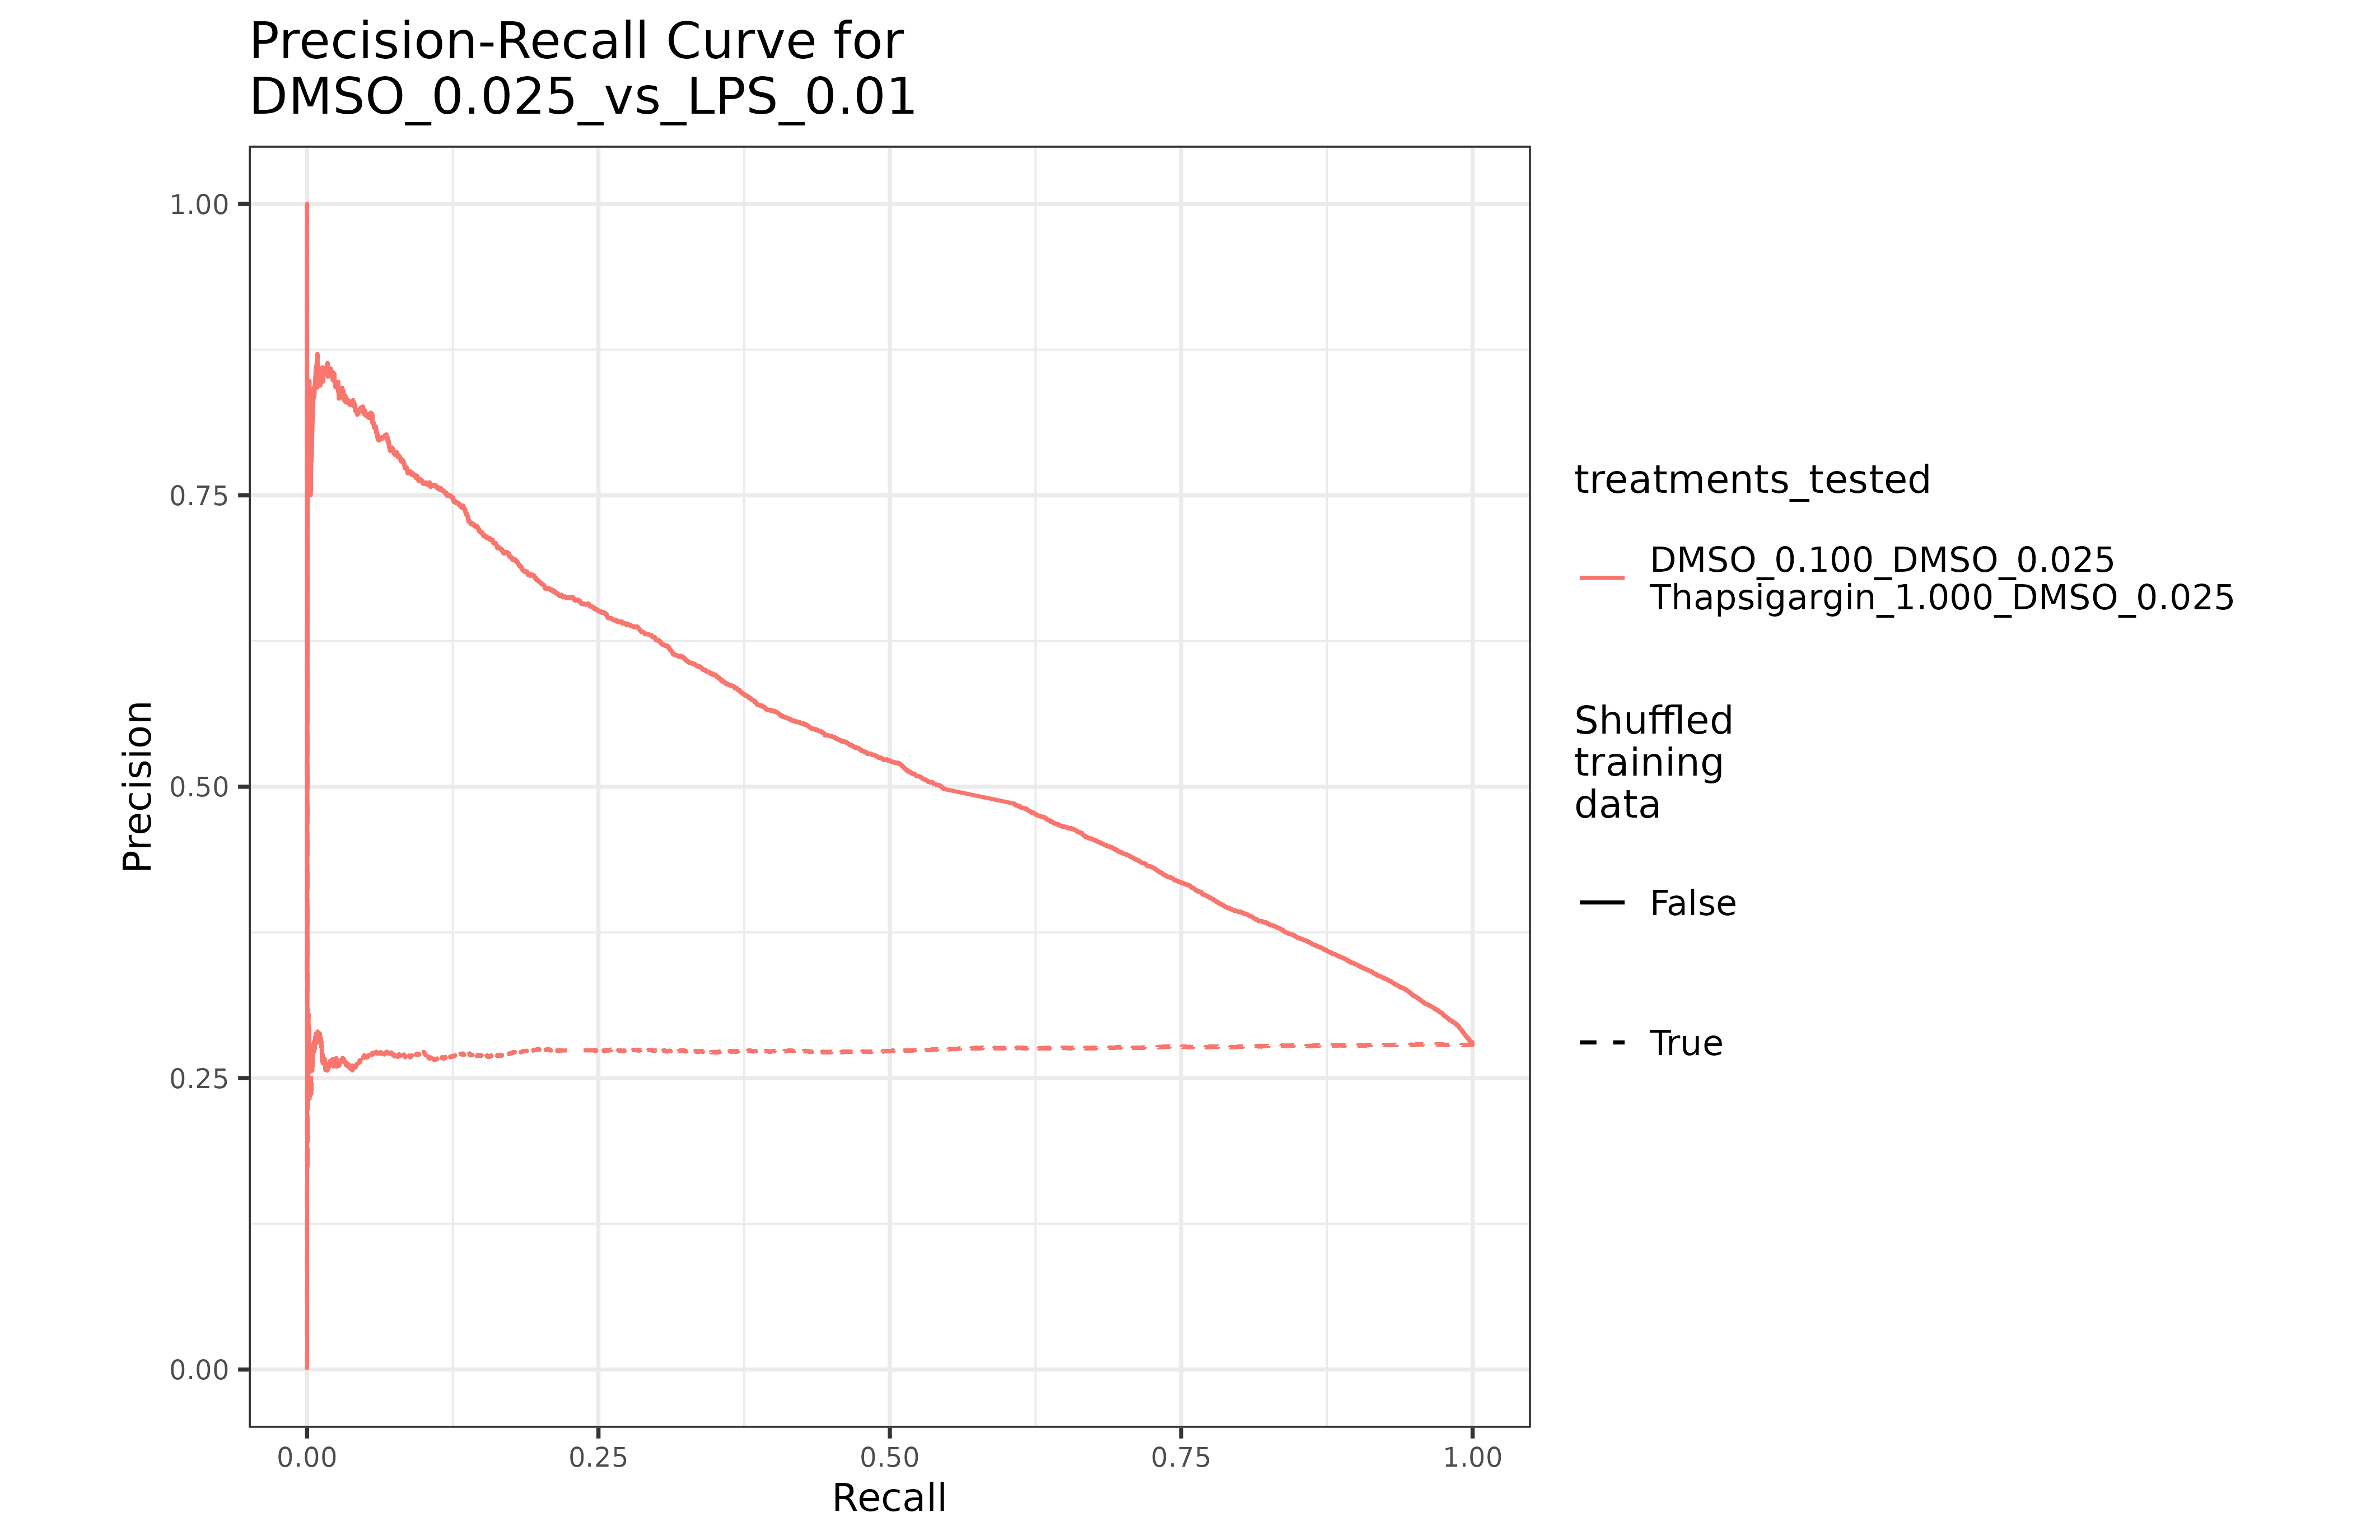 Precision-Recall Curve for
DMSO_0.025_vs_LPS_0.01
Precision
1.00
0.75
0.50
0.25
0.00
0.00
0.25
0.50
0.75
1.00
Recall
treatments_tested
DMSO_0.100_DMSO_0.025
Thapsigargin_1.000_DMSO_0.025
Shuffled
training
data
False
True